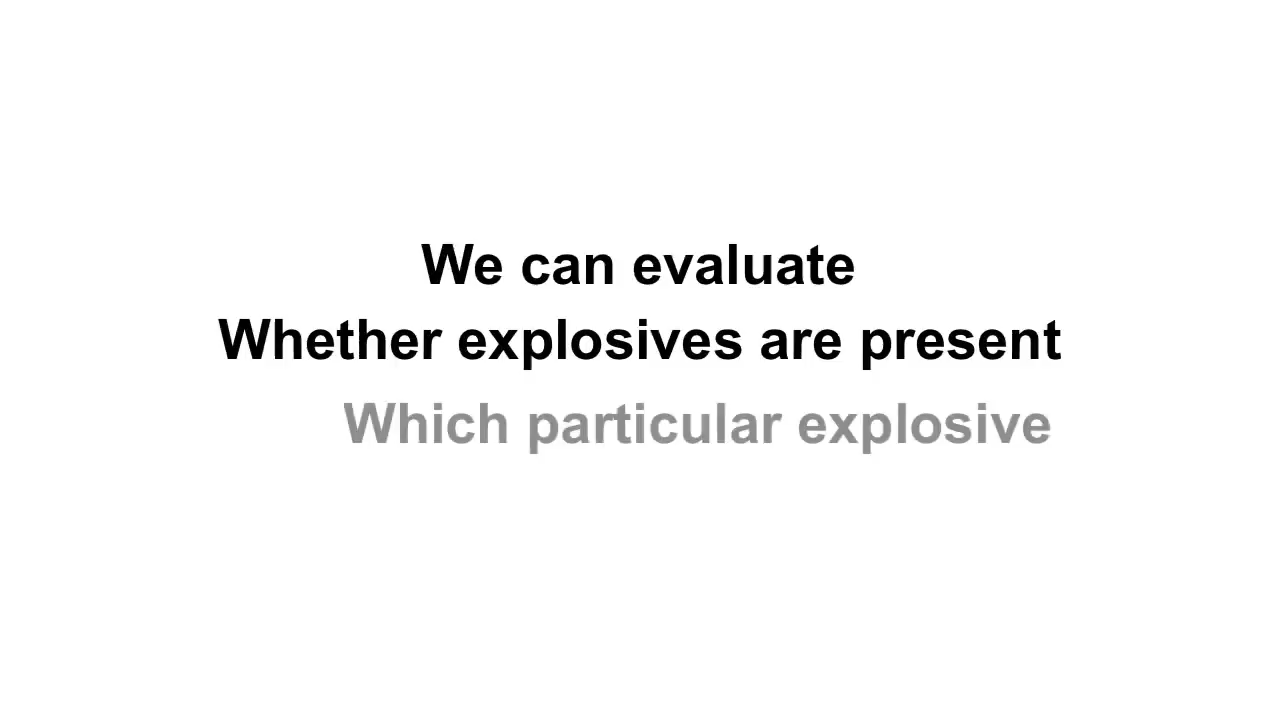 We can evaluate
Whether explosives are present
Which particular explosive